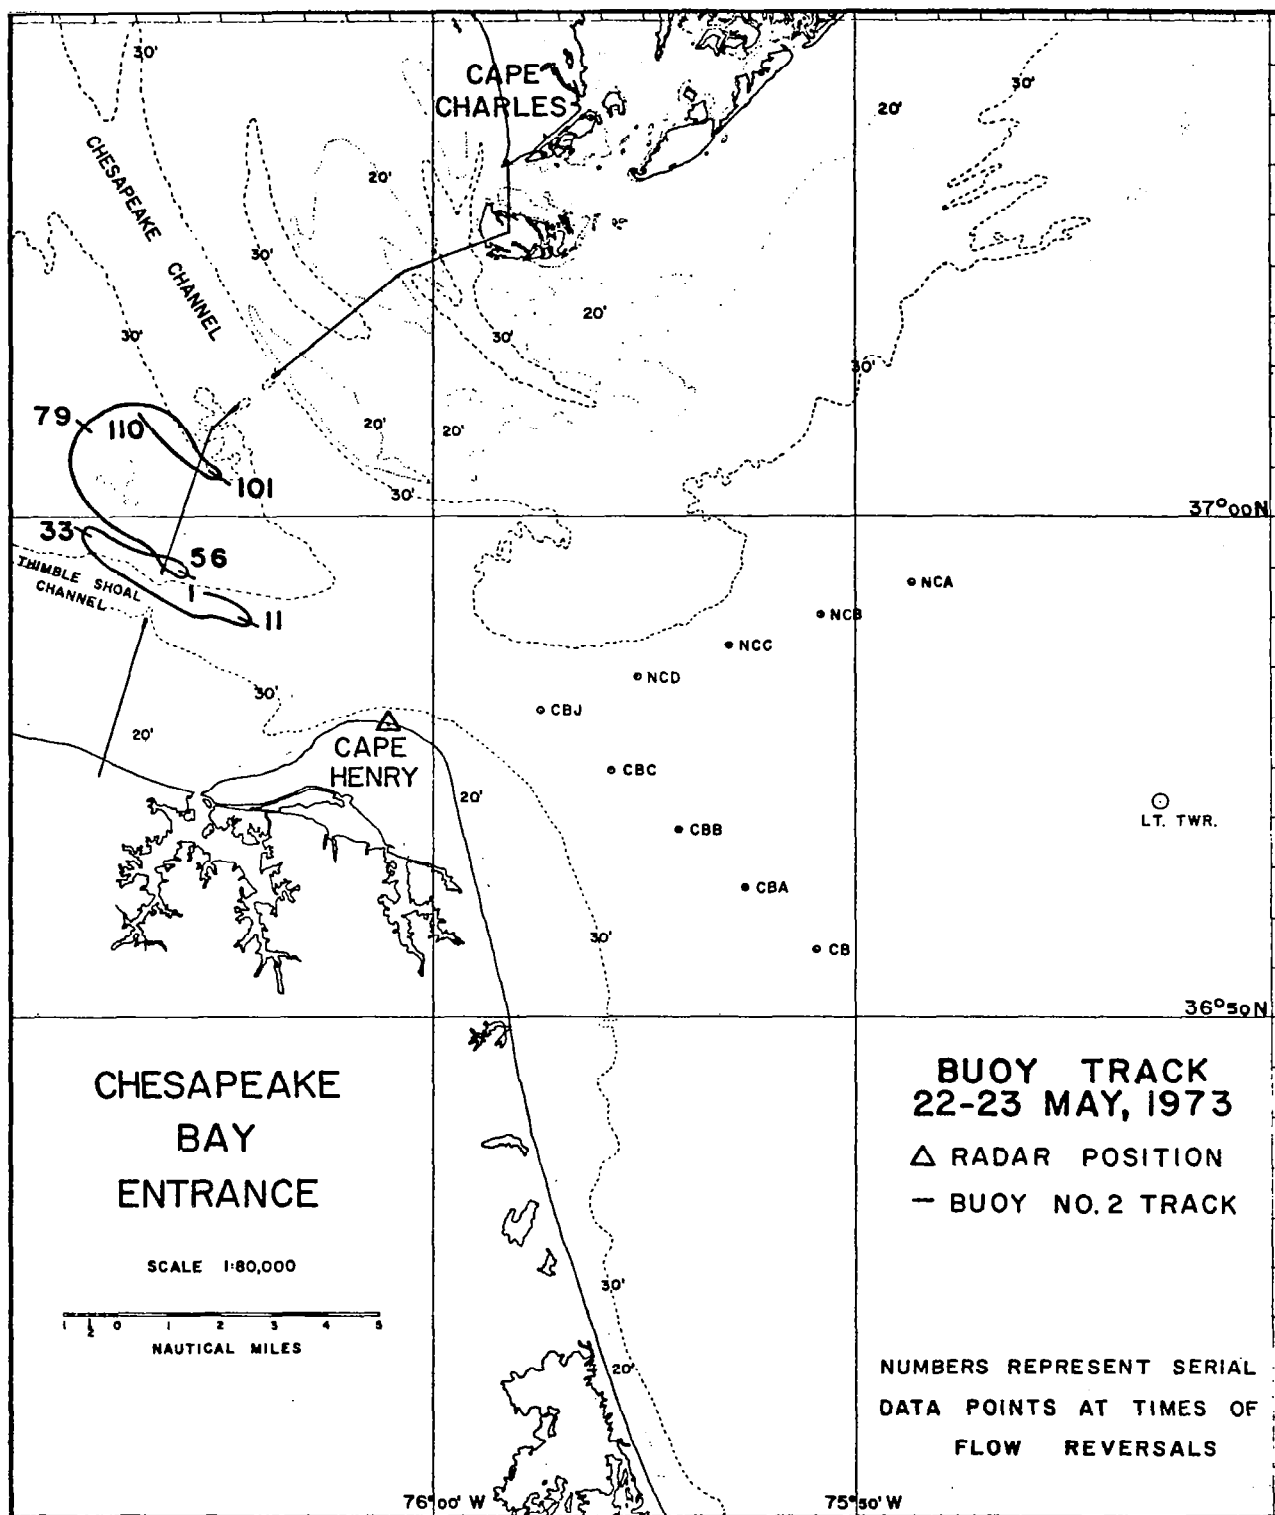 30'
CAPE
CHARLES
30'
20'
CHESAPEAKE CHANNEL
20'
30'
20'
30'
30'
30'
79
110
20'
20'
101
30'
33
37°00'N
56
THIMBLE SHOAL
CHANNEL
1
11
NCA
NCB
NCC
NCD
30'
CBJ
20'
CAPE
HENRY
CBC
20'
LT. TWR.
CBB
CBA
30'
CB
36°50N
CHESAPEAKE
BAY
ENTRANCE
SCALE 1:80,000
1 1/2 0 1 2 3 4 5
NAUTICAL MILES
BUOY TRACK
22-23 MAY, 1973
RADAR POSITION
BUOY NO. 2 TRACK
30'
20'
NUMBERS REPRESENT SERIAL
DATA POINTS AT TIMES OF
FLOW REVERSALS
76°00' W